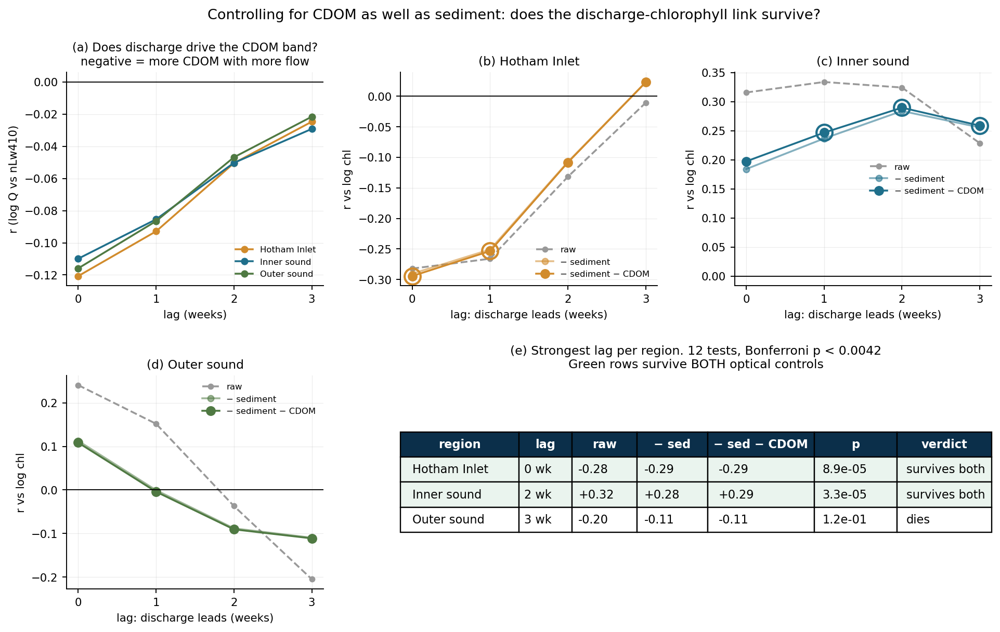 Controlling for CDOM as well as sediment: does the discharge-chlorophyll link survive?
(a) Does discharge drive the CDOM band?
negative = more CDOM with more flow
0.00
−0.02
−0.04
−0.06
−0.08
−0.10
−0.12
r (log Q vs nLw410)
Hotham Inlet
Inner sound
Outer sound
0 1 2 3
lag (weeks)
(b) Hotham Inlet
0.00
−0.05
−0.10
−0.15
−0.20
−0.25
−0.30
r vs log chl
raw
− sediment
− sediment − CDOM
0 1 2 3
lag: discharge leads (weeks)
(c) Inner sound
0.35
0.30
0.25
0.20
0.15
0.10
0.05
0.00
r vs log chl
raw
− sediment
− sediment − CDOM
0 1 2 3
lag: discharge leads (weeks)
(d) Outer sound
0.2
0.1
0.0
−0.1
−0.2
r vs log chl
raw
− sediment
− sediment − CDOM
0 1 2 3
lag: discharge leads (weeks)
(e) Strongest lag per region. 12 tests, Bonferroni p < 0.0042
Green rows survive BOTH optical controls
region lag raw − sed − sed − CDOM p verdict
Hotham Inlet 0 wk -0.28 -0.29 -0.29 8.9e-05 survives both
Inner sound 2 wk +0.32 +0.28 +0.29 3.3e-05 survives both
Outer sound 3 wk -0.20 -0.11 -0.11 1.2e-01 dies